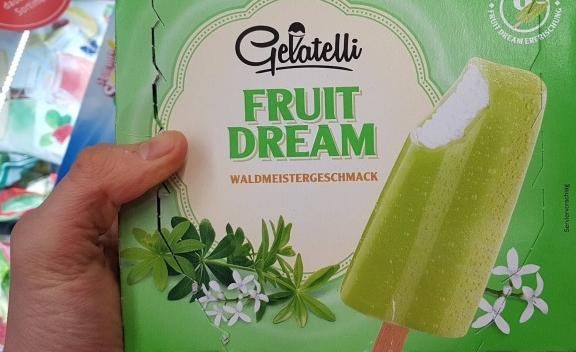 Gelatelli
FRUIT
DREAM
WALDMEISTERGESCHMACK
FRUIT DREAM ERFRISCHUNG
Serviervorschlag